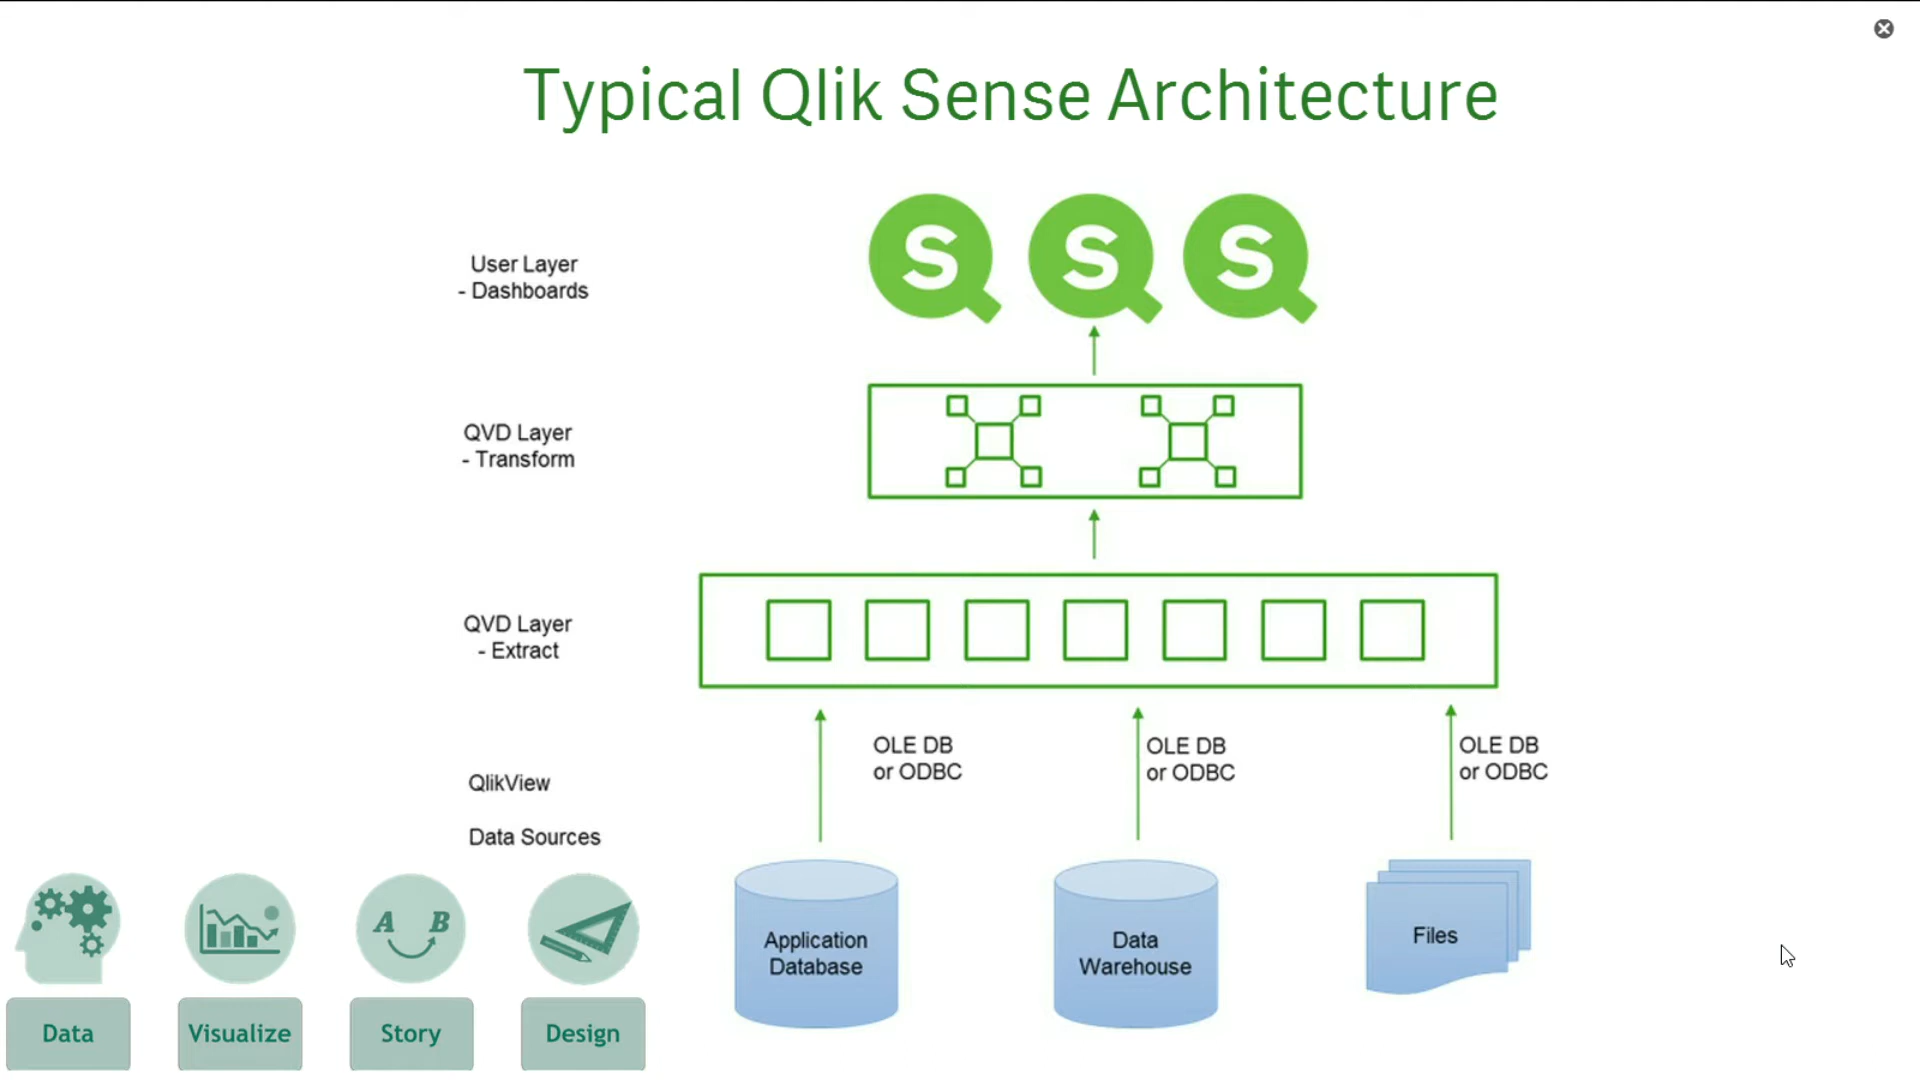 Typical Qlik Sense Architecture
S S S
User Layer
- Dashboards
QVD Layer
- Transform
QVD Layer
- Extract
OLE DB
or ODBC
OLE DB
or ODBC
OLE DB
or ODBC
QlikView
Data Sources
Application
Database
Data
Warehouse
Files
A B
Data
Visualize
Story
Design